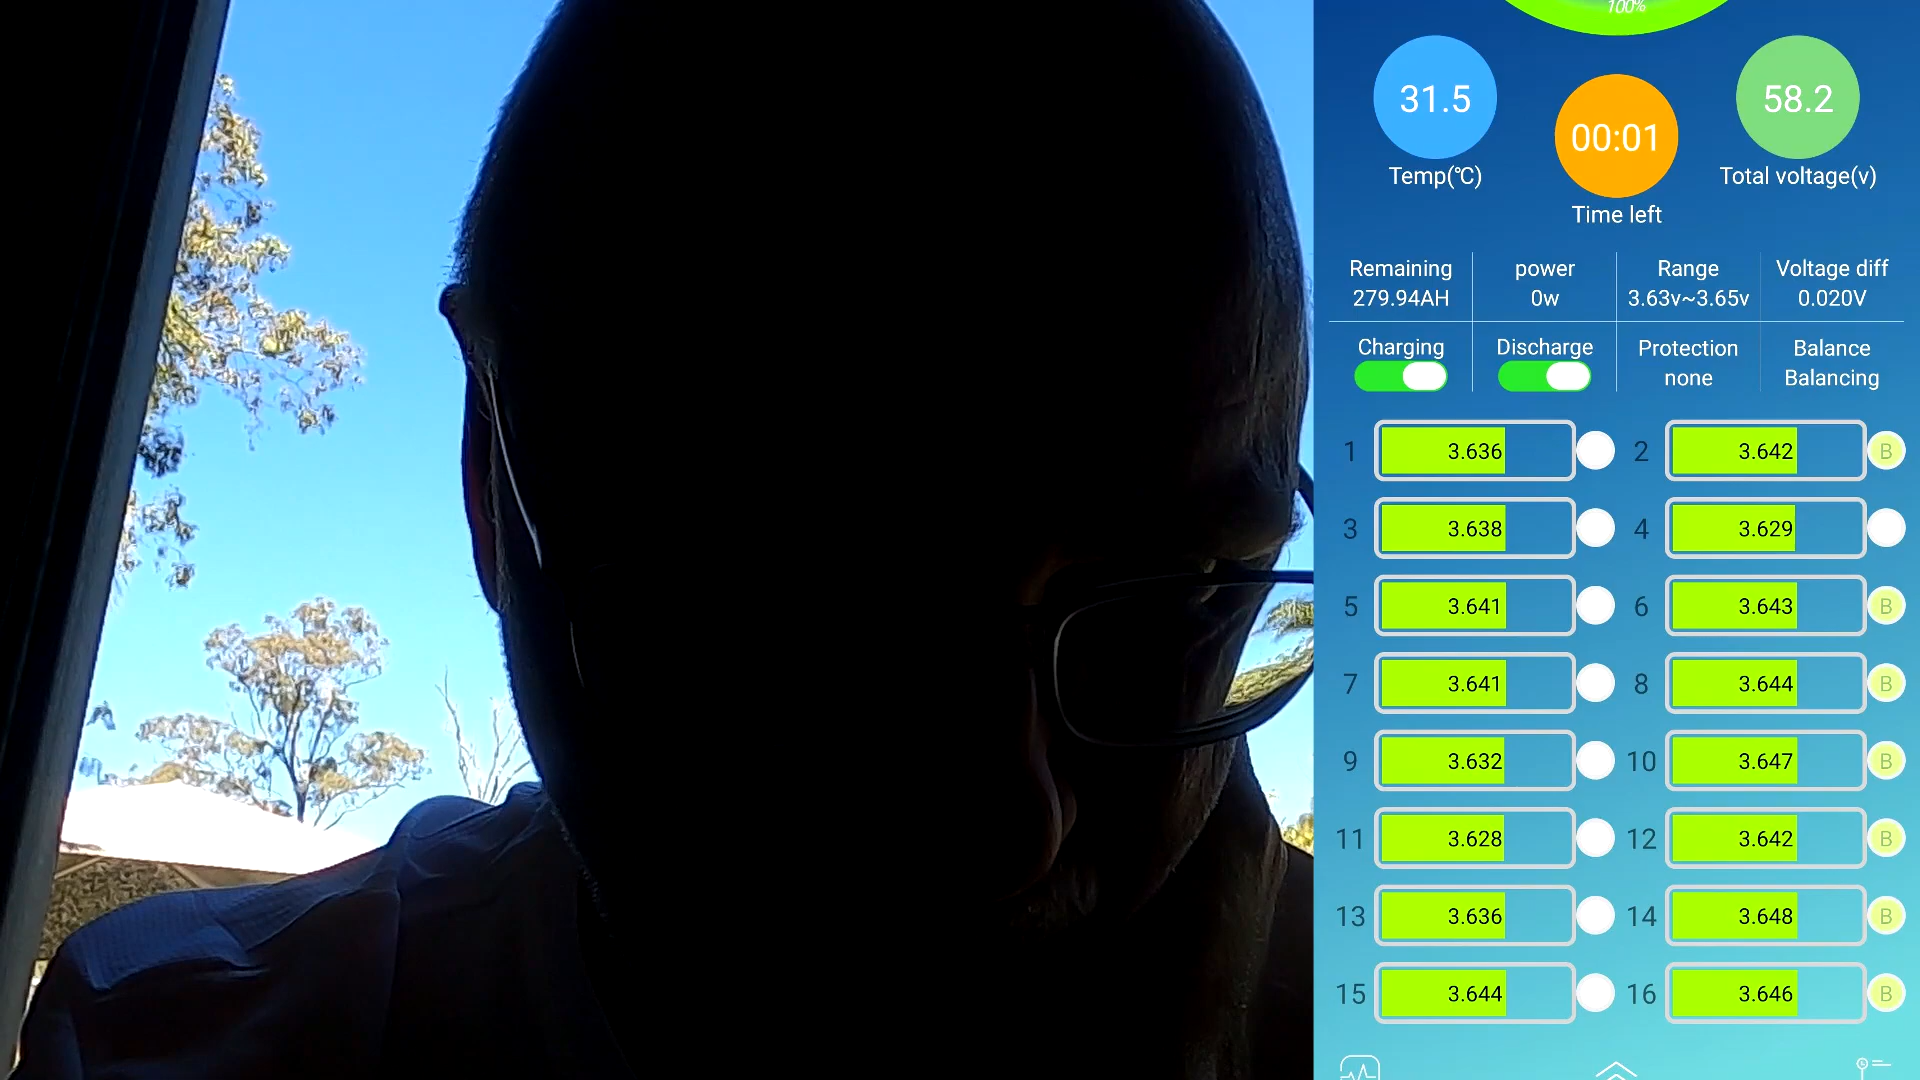 100%
31.5
00:01
58.2
Temp(℃)
Total voltage(v)
Time left
Remaining power Range Voltage diff
279.94AH 0w 3.63v~3.65v 0.020V
Charging Discharge Protection Balance
none Balancing
1 3.636 2 3.642 B
3 3.638 4 3.629
5 3.641 6 3.643 B
7 3.641 8 3.644 B
9 3.632 10 3.647 B
11 3.628 12 3.642 B
13 3.636 14 3.648 B
15 3.644 16 3.646 B